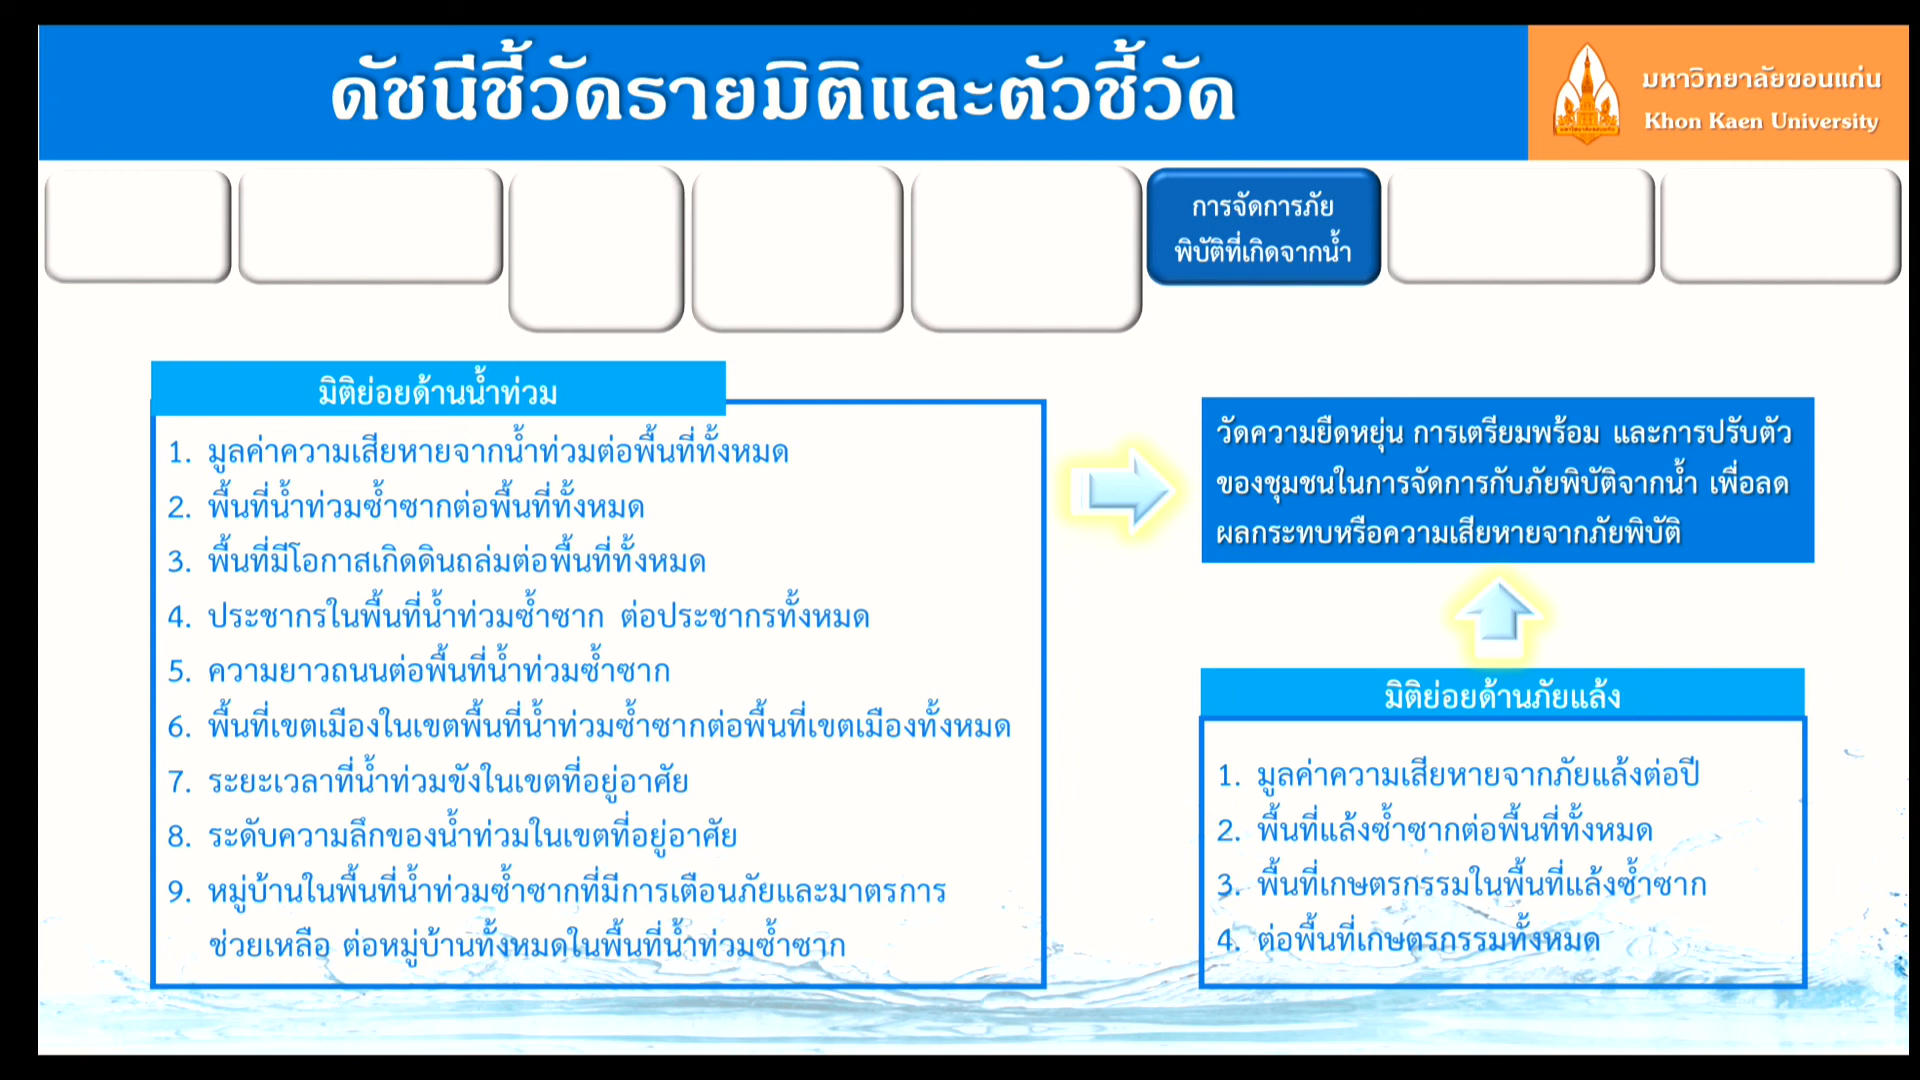 ดัชนีชี้วัดรายมิติและตัวชี้วัด
มหาวิทยาลัยขอนแก่น
Khon Kaen University
การจัดการภัย
พิบัติที่เกิดจากน้ำ
มิติย่อยด้านน้ำท่วม
1. มูลค่าความเสียหายจากน้ำท่วมต่อพื้นที่ทั้งหมด
2. พื้นที่น้ำท่วมซ้ำซากต่อพื้นที่ทั้งหมด
3. พื้นที่มีโอกาสเกิดดินถล่มต่อพื้นที่ทั้งหมด
4. ประชากรในพื้นที่น้ำท่วมซ้ำซาก ต่อประชากรทั้งหมด
5. ความยาวถนนต่อพื้นที่น้ำท่วมซ้ำซาก
6. พื้นที่เขตเมืองในเขตพื้นที่น้ำท่วมซ้ำซากต่อพื้นที่เขตเมืองทั้งหมด
7. ระยะเวลาที่น้ำท่วมขังในเขตที่อยู่อาศัย
8. ระดับความลึกของน้ำท่วมในเขตที่อยู่อาศัย
9. หมู่บ้านในพื้นที่น้ำท่วมซ้ำซากที่มีการเตือนภัยและมาตรการ
ช่วยเหลือ ต่อหมู่บ้านทั้งหมดในพื้นที่น้ำท่วมซ้ำซาก
วัดความยืดหยุ่น การเตรียมพร้อม และการปรับตัว
ของชุมชนในการจัดการกับภัยพิบัติจากน้ำ เพื่อลด
ผลกระทบหรือความเสียหายจากภัยพิบัติ
มิติย่อยด้านภัยแล้ง
1. มูลค่าความเสียหายจากภัยแล้งต่อปี
2. พื้นที่แล้งซ้ำซากต่อพื้นที่ทั้งหมด
3. พื้นที่เกษตรกรรมในพื้นที่แล้งซ้ำซาก
4. ต่อพื้นที่เกษตรกรรมทั้งหมด